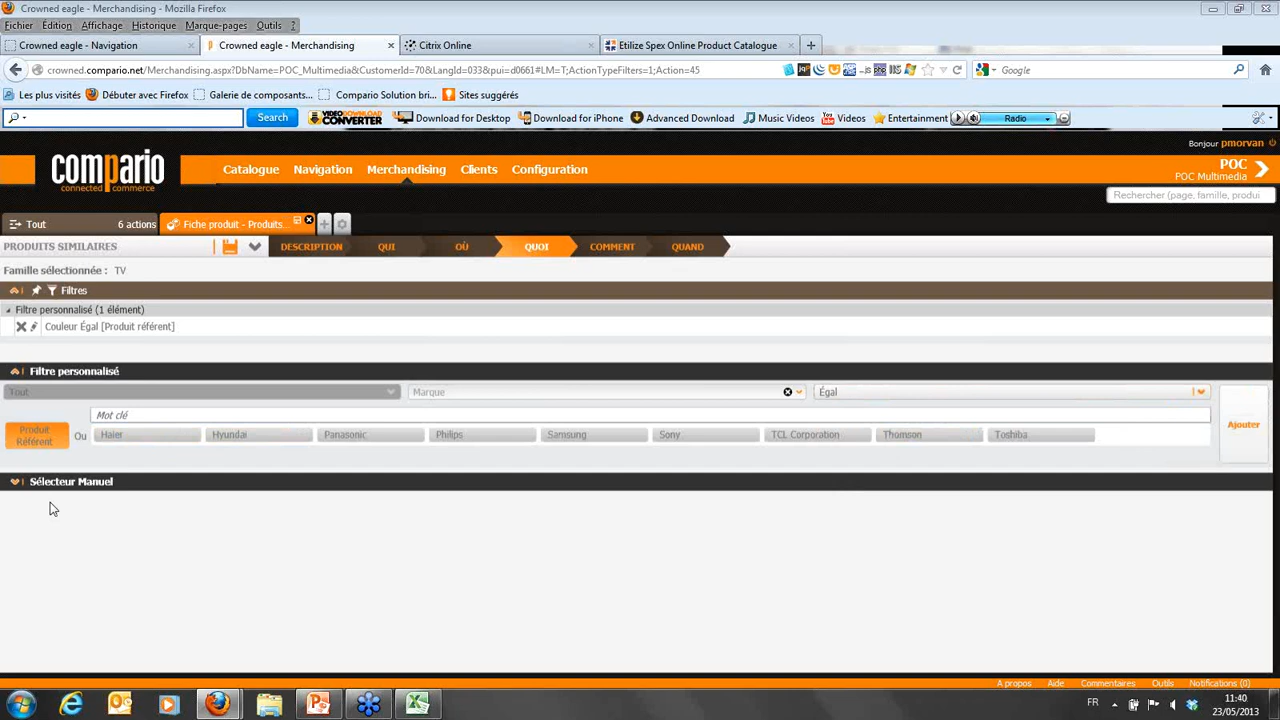 Crowned eagle - Merchandising - Mozilla Firefox
Fichier Édition Affichage Historique Marque-pages Outils ?
Crowned eagle - Navigation × Crowned eagle - Merchandising × Citrix Online × Etilize Spex Online Product Catalogue × +
crowned.compario.net/Merchandising.asp?DbName=POC_Multimedia&CustomerId=70&LangId=033&pui=d0661#LM=T;ActionTypeFilters=1;Action=45 Google
Les plus visités Débuter avec Firefox Galerie de composants... Compario Solution bri... Sites suggérés
Search VIDEO DOWNLOAD CONVERTER Download for Desktop Download for iPhone Advanced Download Music Videos Videos Entertainment Radio
Bonjour pmorvan
compario
connected commerce
Catalogue Navigation Merchandising Clients Configuration
POC
POC Multimedia
Rechercher (page, famille, produi
Tout 6 actions Fiche produit - Produits...
PRODUITS SIMILAIRES DESCRIPTION QUI OÙ QUOI COMMENT QUAND
Famille sélectionnée : TV
Filtres
Filtre personnalisé (1 élément)
Couleur Égal [Produit référent]
Filtre personnalisé
Tout Marque Égal
Mot clé
Produit Référent Ou Haier Hyundai Panasonic Philips Samsung Sony TCL Corporation Thomson Toshiba
Ajouter
Sélecteur Manuel
A propos Aide Commentaires Outils Notifications (0)
FR 11:40
23/05/2013